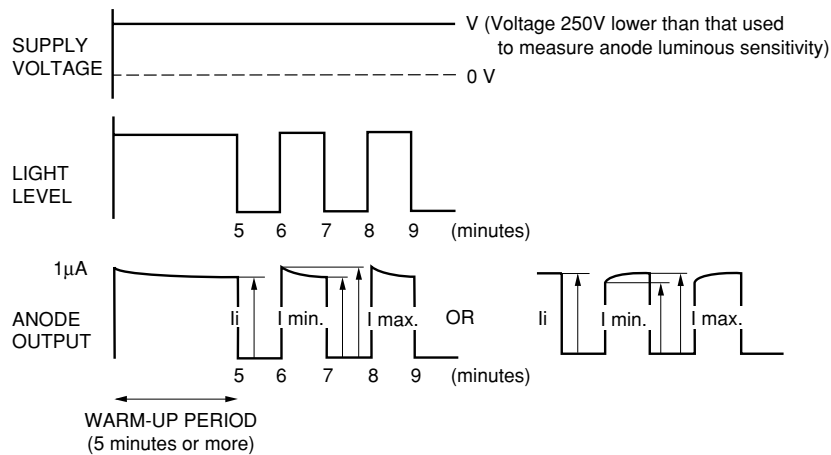 V (Voltage 250V lower than that used
to measure anode luminous sensitivity)
SUPPLY
VOLTAGE
0 V
LIGHT
LEVEL
5 6 7 8 9 (minutes)
1μA
ANODE
OUTPUT
Ii I min. I max. OR Ii I min. I max.
5 6 7 8 9 (minutes)
WARM-UP PERIOD
(5 minutes or more)